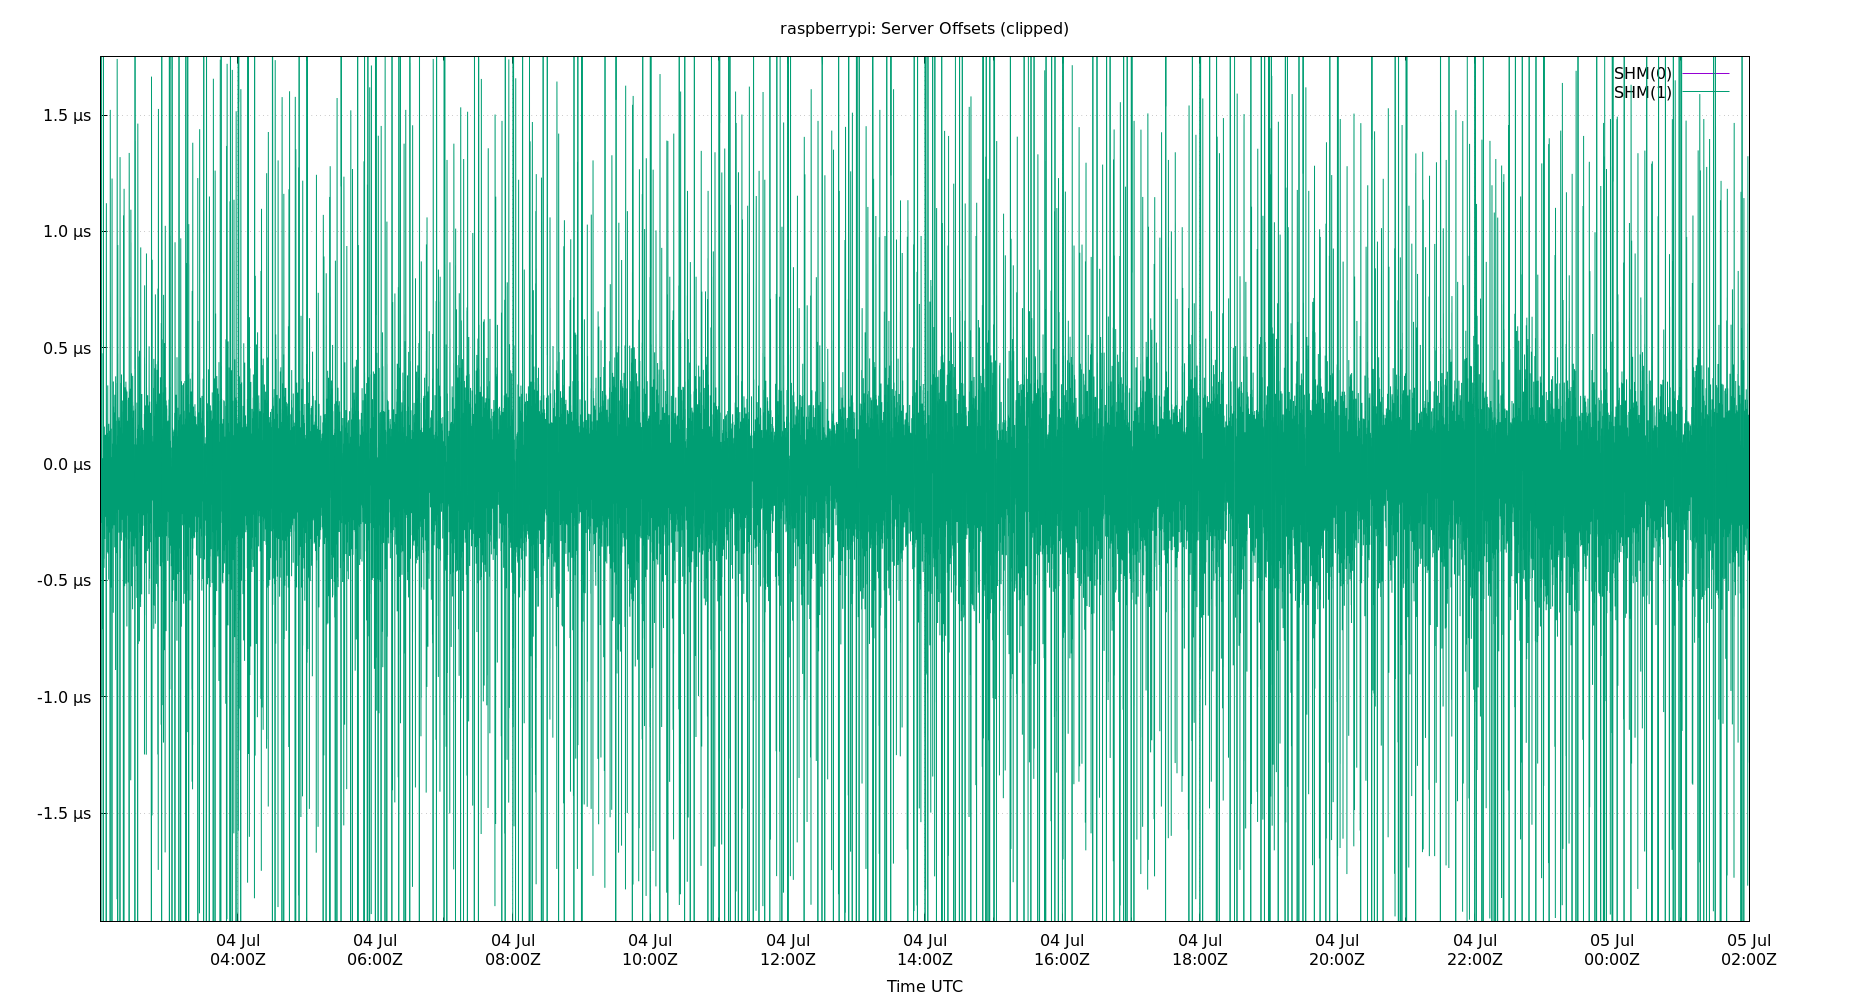 raspberrypi: Server Offsets (clipped)
SHM(0)
SHM(1)
1.5 μs
1.0 μs
0.5 μs
0.0 μs
-0.5 μs
-1.0 μs
-1.5 μs
04 Jul 04 Jul 04 Jul 04 Jul 04 Jul 04 Jul 04 Jul 04 Jul 04 Jul 04 Jul 05 Jul 05 Jul
04:00Z 06:00Z 08:00Z 10:00Z 12:00Z 14:00Z 16:00Z 18:00Z 20:00Z 22:00Z 00:00Z 02:00Z
Time UTC